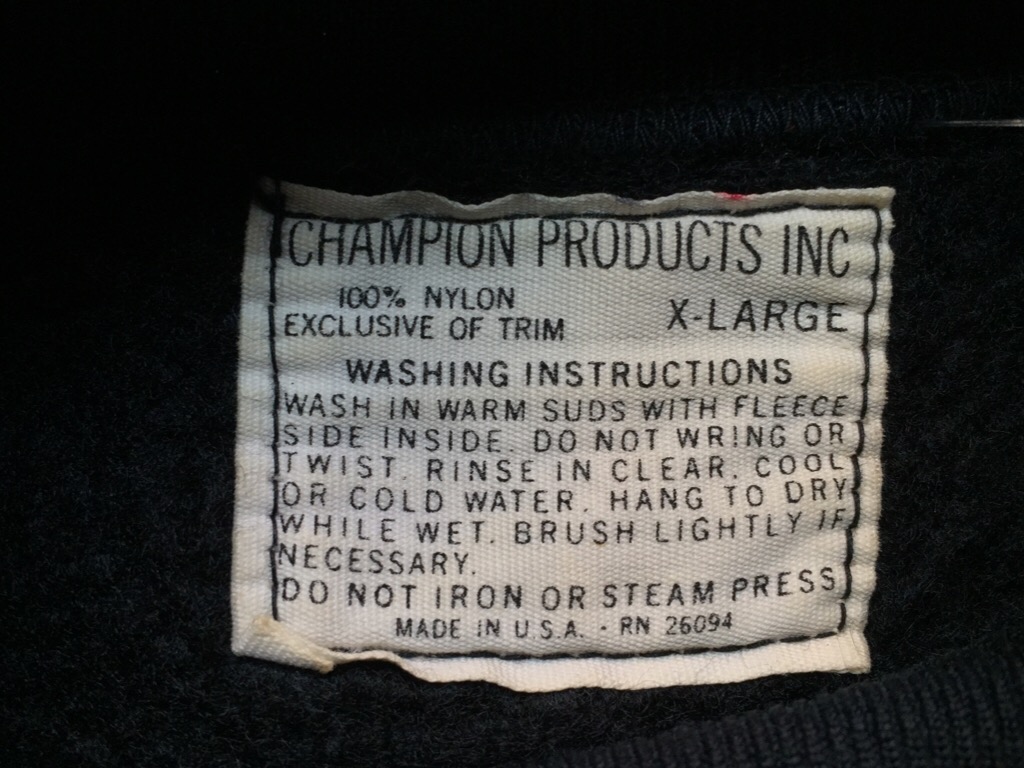 CHAMPION PRODUCTS INC
100% NYLON
EXCLUSIVE OF TRIM
X-LARGE
WASHING INSTRUCTIONS
WASH IN WARM SUDS WITH FLEECE
SIDE INSIDE. DO NOT WRING OR
TWIST. RINSE IN CLEAR. COOL
OR COLD WATER. HANG TO DRY
WHILE WET. BRUSH LIGHTLY IF
NECESSARY.
DO NOT IRON OR STEAM PRESS
MADE IN U.S.A. - RN 26094